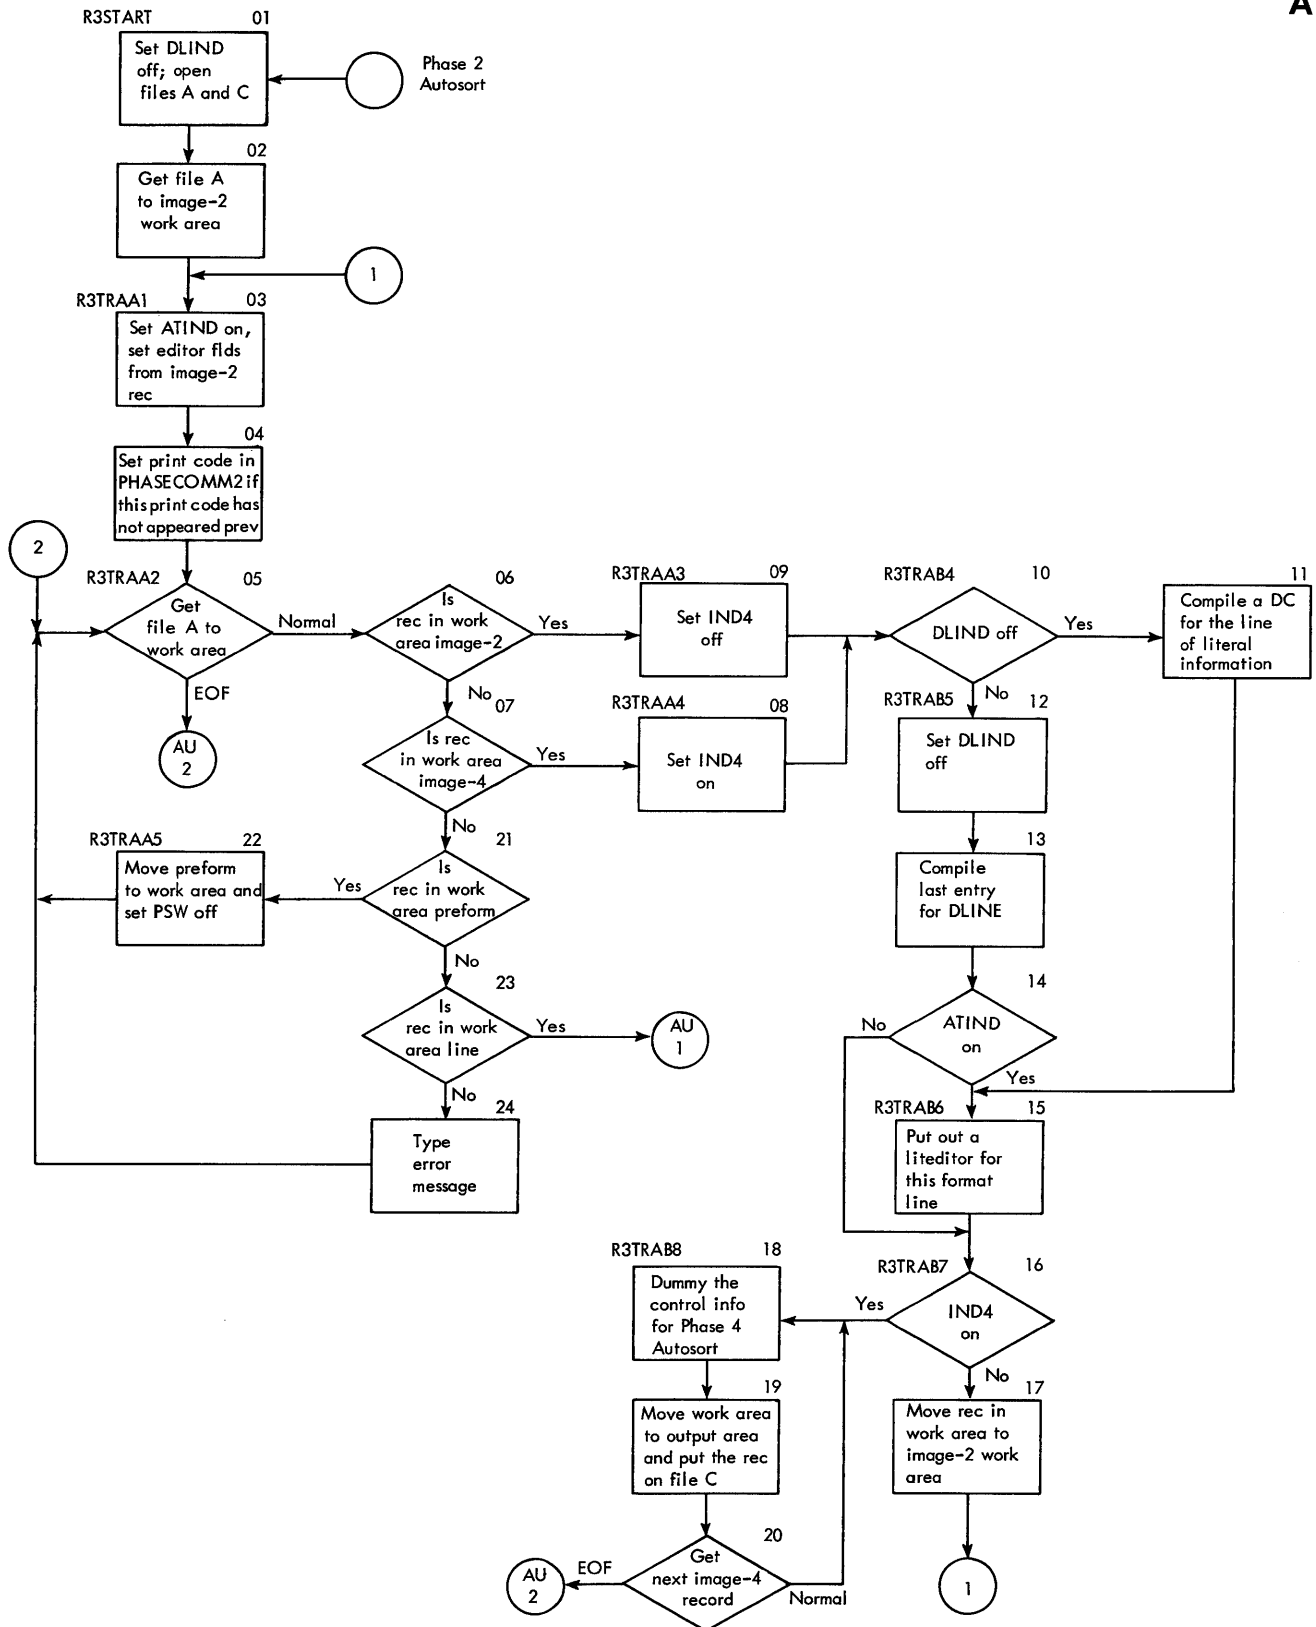 A
R3START
01
Set DLIND
off; open
files A and C
Phase 2
Autosort
02
Get file A
to image-2
work area
1
R3TRAA1
03
Set ATIND on,
set editor flds
from image-2
rec
04
Set print code in
PHASECOMM2 if
this print code has
not appeared prev
2
R3TRAA2
05
Get
file A to
work area
Normal
EOF
AU
2
06
Is
rec in work
area image-2
Yes
No
R3TRAA3
09
Set IND4
off
R3TRAB4
10
DLIND off
Yes
No
11
Compile a DC
for the line
of literal
information
07
Is rec
in work area
image-4
Yes
No
R3TRAA4
08
Set IND4
on
R3TRAB5
12
Set DLIND
off
R3TRAA5
22
Move preform
to work area and
set PSW off
21
Is
rec in work
area preform
Yes
No
13
Compile
last entry
for DLINE
23
Is
rec in work
area line
Yes
No
AU
1
14
ATIND
on
No
Yes
24
Type
error
message
R3TRAB6
15
Put out a
liteditor for
this format
line
R3TRAB7
16
IND4
on
Yes
No
R3TRAB8
18
Dummy the
control info
for Phase 4
Autosort
17
Move rec in
work area to
image-2 work
area
19
Move work area
to output area
and put the rec
on file C
20
Get
next image-4
record
EOF
Normal
AU
2
1